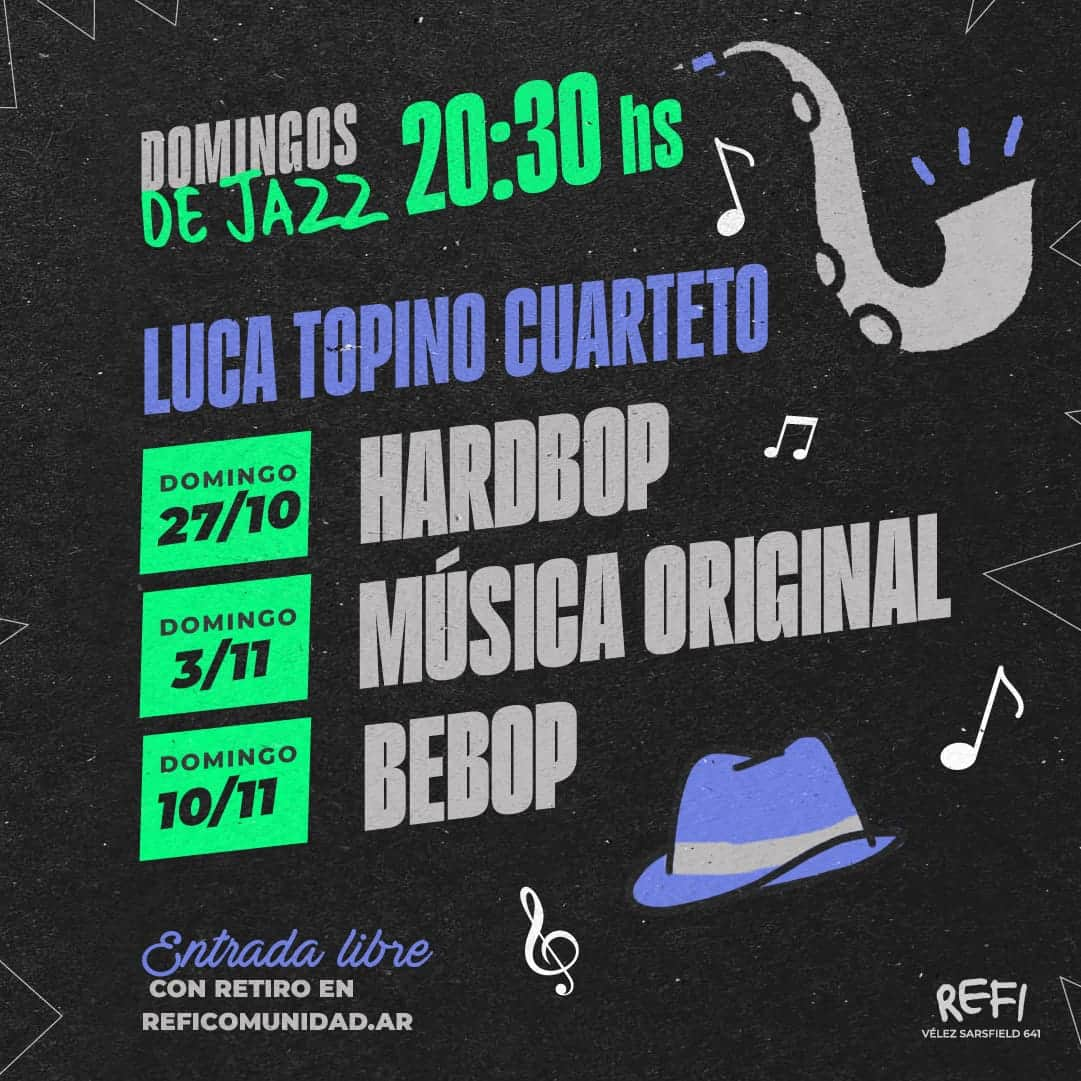 DOMINGOS
DE JAZZ
20:30 hs
LUCA TOPINO CUARTETO
DOMINGO
27/10
HARDBOP
DOMINGO
3/11
MÚSICA ORIGINAL
DOMINGO
10/11
BEBOP
Entrada libre
CON RETIRO EN
REFICOMUNIDAD.AR
REFI
VÉLEZ SARSFIELD 641